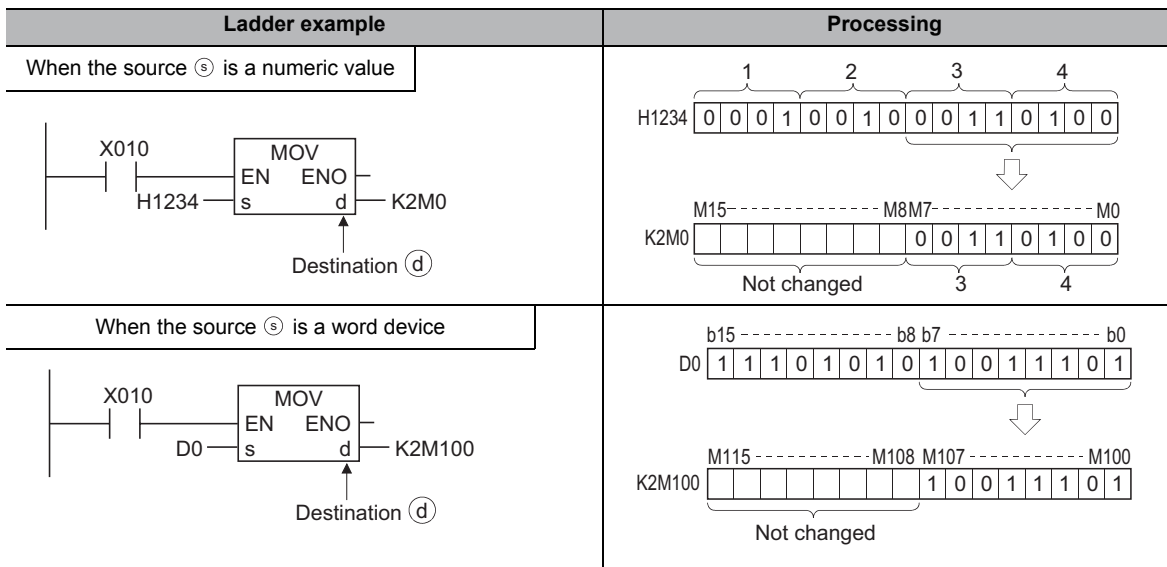 Ladder example
Processing
When the source ⓢ is a numeric value
X010
MOV
EN ENO
H1234 s d K2M0
Destination ⓓ
1 2 3 4
H1234 0 0 0 1 0 0 1 0 0 0 1 1 0 1 0 0
M15 M8 M7 M0
K2M0 0 0 1 1 0 1 0 0
Not changed 3 4
When the source ⓢ is a word device
X010
MOV
EN ENO
D0 s d K2M100
Destination ⓓ
b15 b8 b7 b0
D0 1 1 1 0 1 0 1 0 1 0 0 1 1 1 0 1
M115 M108 M107 M100
K2M100 1 0 0 1 1 1 0 1
Not changed